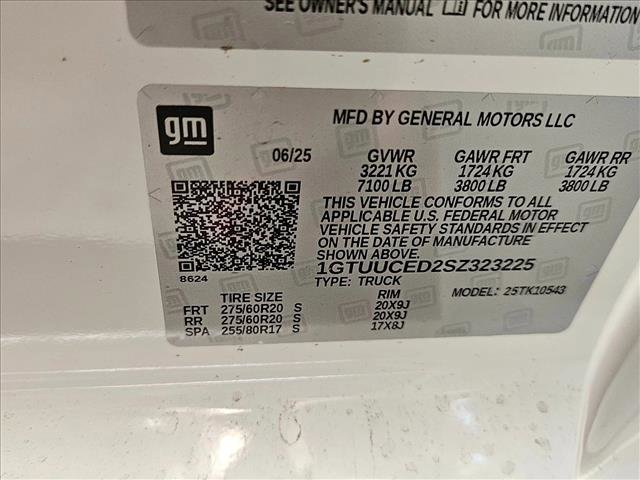 SEE OWNER'S MANUAL FOR MORE INFORMATION
gm
MFD BY GENERAL MOTORS LLC
06/25 GVWR GAWR FRT GAWR RR
3221 KG 1724 KG 1724 KG
7100 LB 3800 LB 3800 LB
THIS VEHICLE CONFORMS TO ALL
APPLICABLE U.S. FEDERAL MOTOR
VEHICLE SAFETY STANDARDS IN EFFECT
ON THE DATE OF MANUFACTURE
SHOWN ABOVE.
8624 1GTUUCED2SZ323225
TYPE: TRUCK MODEL: 25TK10543
TIRE SIZE RIM
FRT 275/60R20 S 20X9J
RR 275/60R20 S 20X9J
SPA 255/80R17 S 17X8J